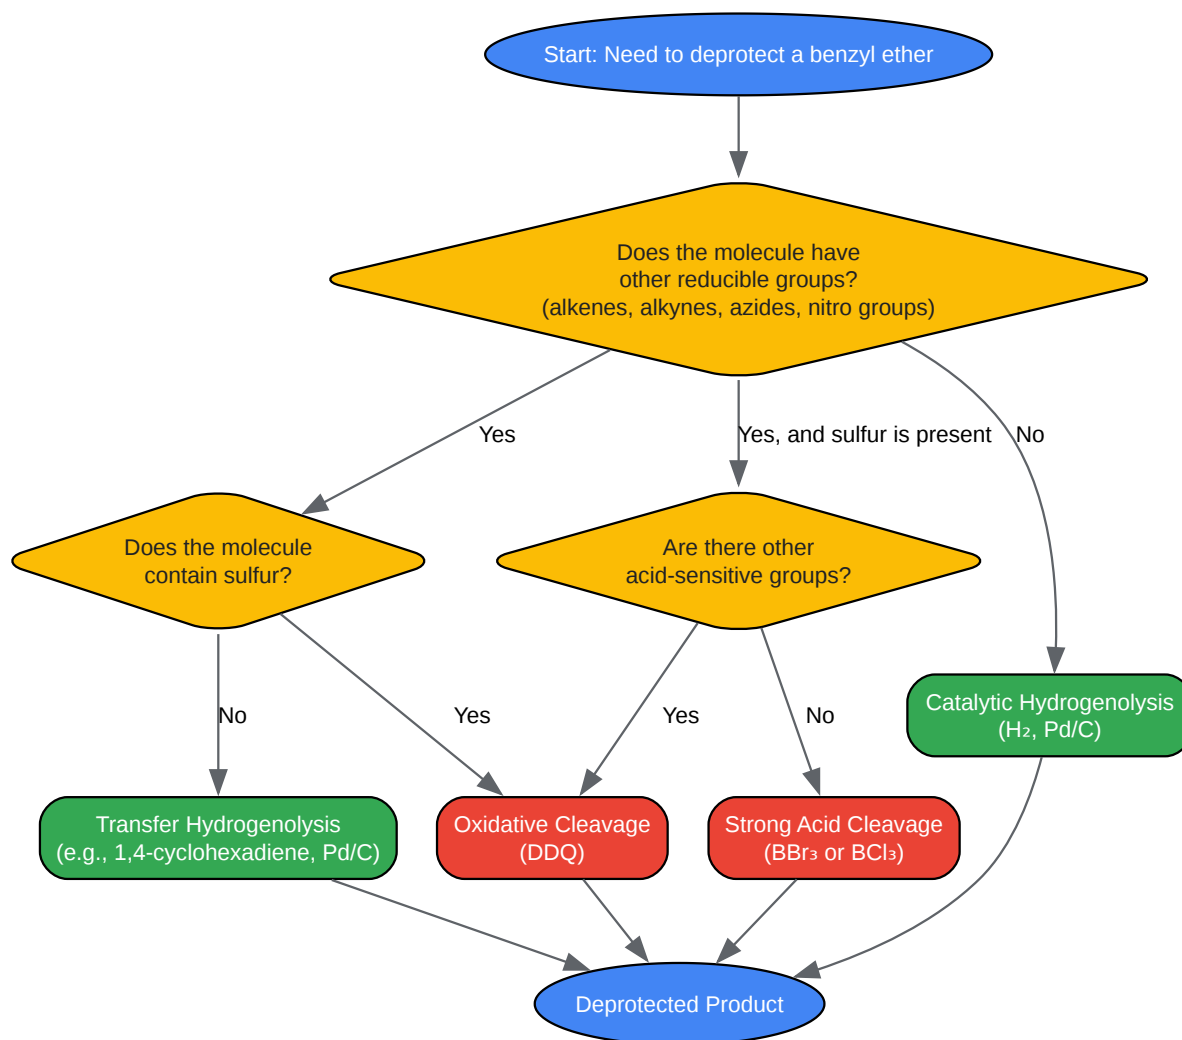 Start: Need to deprotect a benzyl ether
Does the molecule have
other reducible groups?
(alkenes, alkynes, azides, nitro groups)
Yes
Yes, and sulfur is present
No
Does the molecule
contain sulfur?
Are there other
acid-sensitive groups?
Catalytic Hydrogenolysis
(H₂, Pd/C)
No
Yes
Yes
No
Transfer Hydrogenolysis
(e.g., 1,4-cyclohexadiene, Pd/C)
Oxidative Cleavage
(DDQ)
Strong Acid Cleavage
(BBr₃ or BCl₃)
Deprotected Product